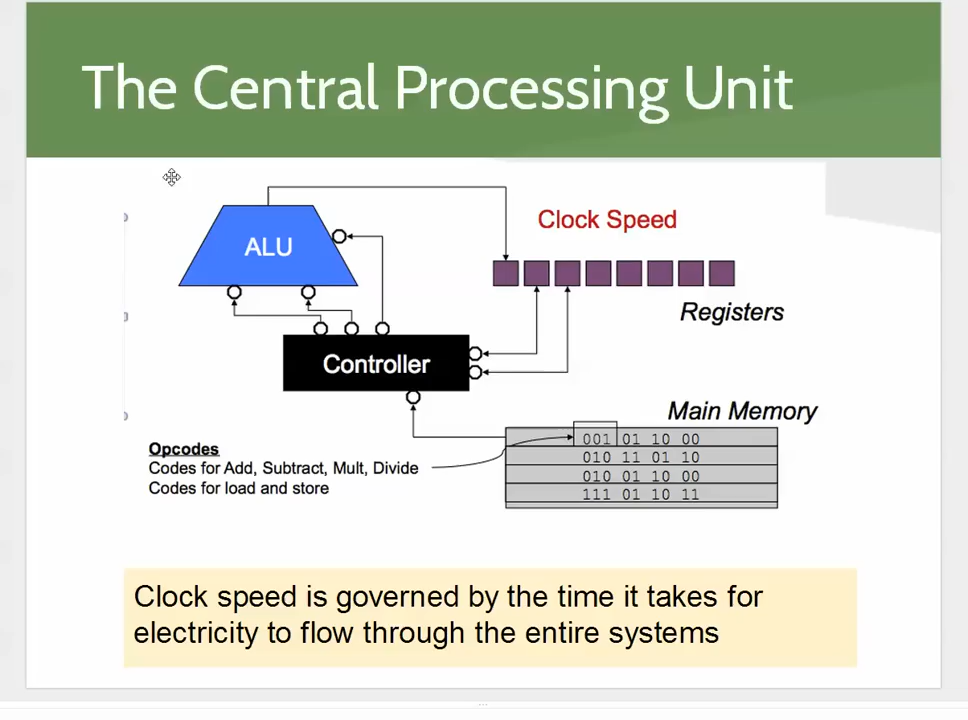 The Central Processing Unit
ALU
Clock Speed
Registers
Controller
Main Memory
Opcodes
Codes for Add, Subtract, Mult, Divide
Codes for load and store
001 01 10 00
010 11 01 10
010 01 10 00
111 01 10 11
Clock speed is governed by the time it takes for
electricity to flow through the entire systems